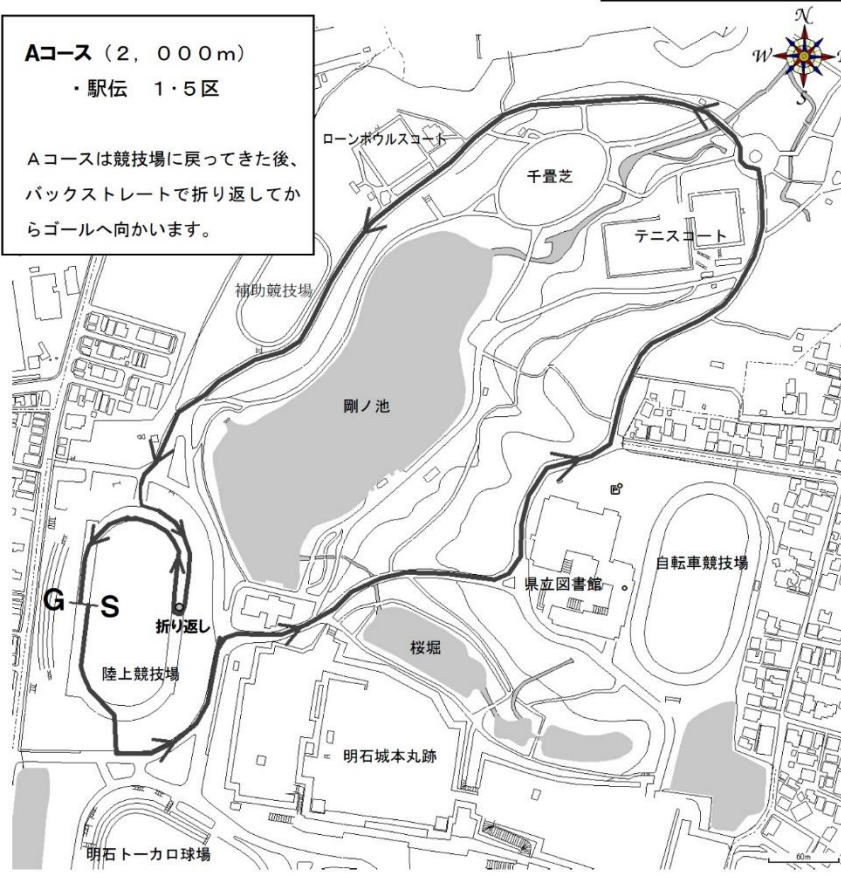 Aコース（2，000m）
・駅伝 1･5区
Aコースは競技場に戻ってきた後、
バックストレートで折り返してか
らゴールへ向かいます。
N
W
S
ローンボウルスコート
千畳芝
テニスコート
補助競技場
剛ノ池
県立図書館
自転車競技場
G
S
折り返し
陸上競技場
桜堀
明石城本丸跡
明石トーカロ球場
60m